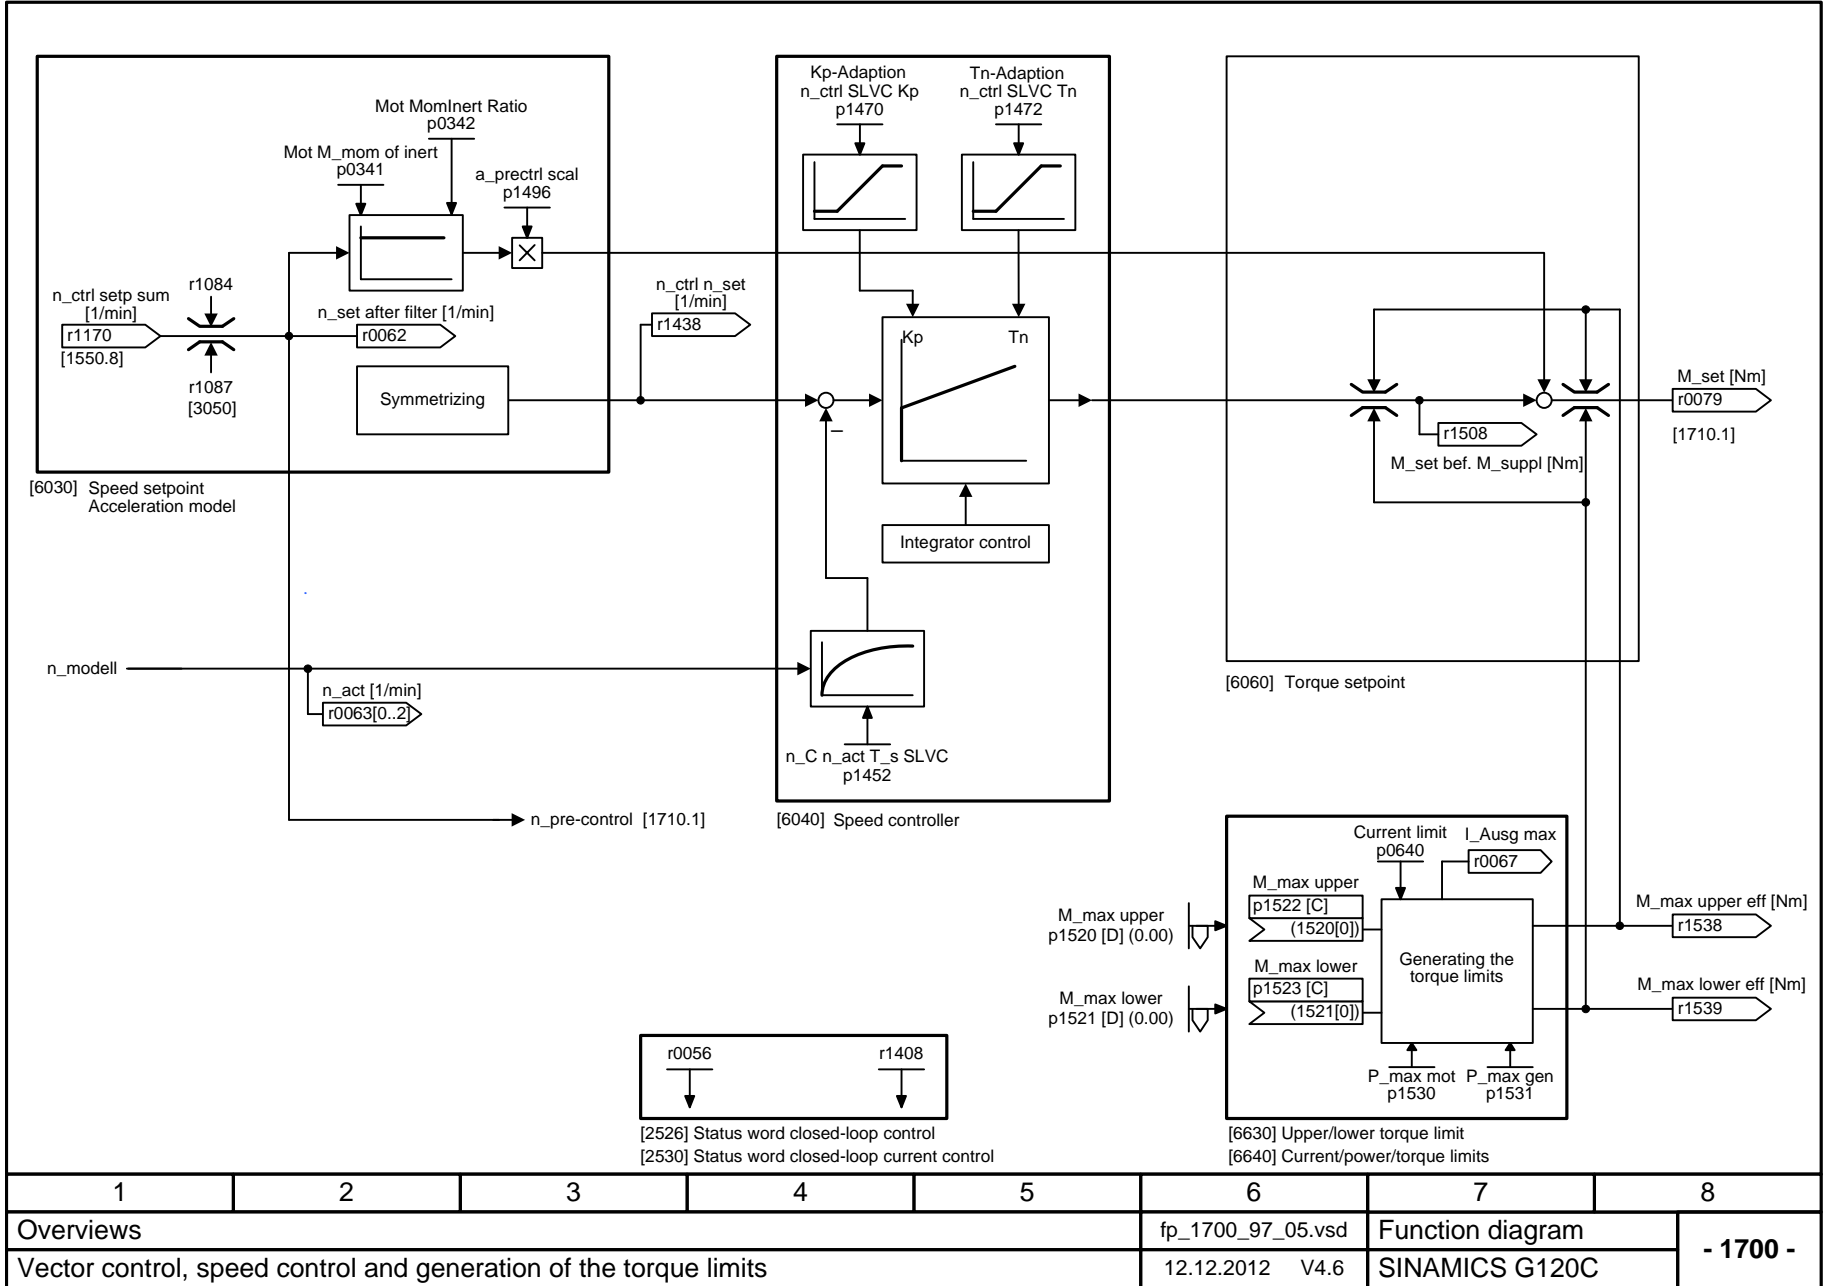 Mot MomInert Ratio
p0342
Mot M_mom of inert
p0341
a_prectrl scal
p1496
n_ctrl setp sum
[1/min]
r1170
[1550.8]
r1084
r1087
[3050]
n_set after filter [1/min]
r0062
Symmetrizing
[6030] Speed setpoint
Acceleration model
n_ctrl n_set
[1/min]
r1438
Kp-Adaption
n_ctrl SLVC Kp
p1470
Tn-Adaption
n_ctrl SLVC Tn
p1472
Kp
Tn
–
Integrator control
n_modell
n_act [1/min]
r0063[0..2]
n_C n_act T_s SLVC
p1452
n_pre-control [1710.1]
[6040] Speed controller
r1508
M_set bef. M_suppl [Nm]
M_set [Nm]
r0079
[1710.1]
[6060] Torque setpoint
Current limit
p0640
I_Ausg max
r0067
M_max upper
p1520 [D] (0.00)
M_max upper
p1522 [C]
(1520[0])
M_max lower
p1521 [D] (0.00)
M_max lower
p1523 [C]
(1521[0])
Generating the
torque limits
M_max upper eff [Nm]
r1538
M_max lower eff [Nm]
r1539
P_max mot
p1530
P_max gen
p1531
[6630] Upper/lower torque limit
[6640] Current/power/torque limits
r0056
r1408
[2526] Status word closed-loop control
[2530] Status word closed-loop current control
1 2 3 4 5 6 7 8
Overviews
fp_1700_97_05.vsd
Function diagram
- 1700 -
Vector control, speed control and generation of the torque limits
12.12.2012 V4.6
SINAMICS G120C